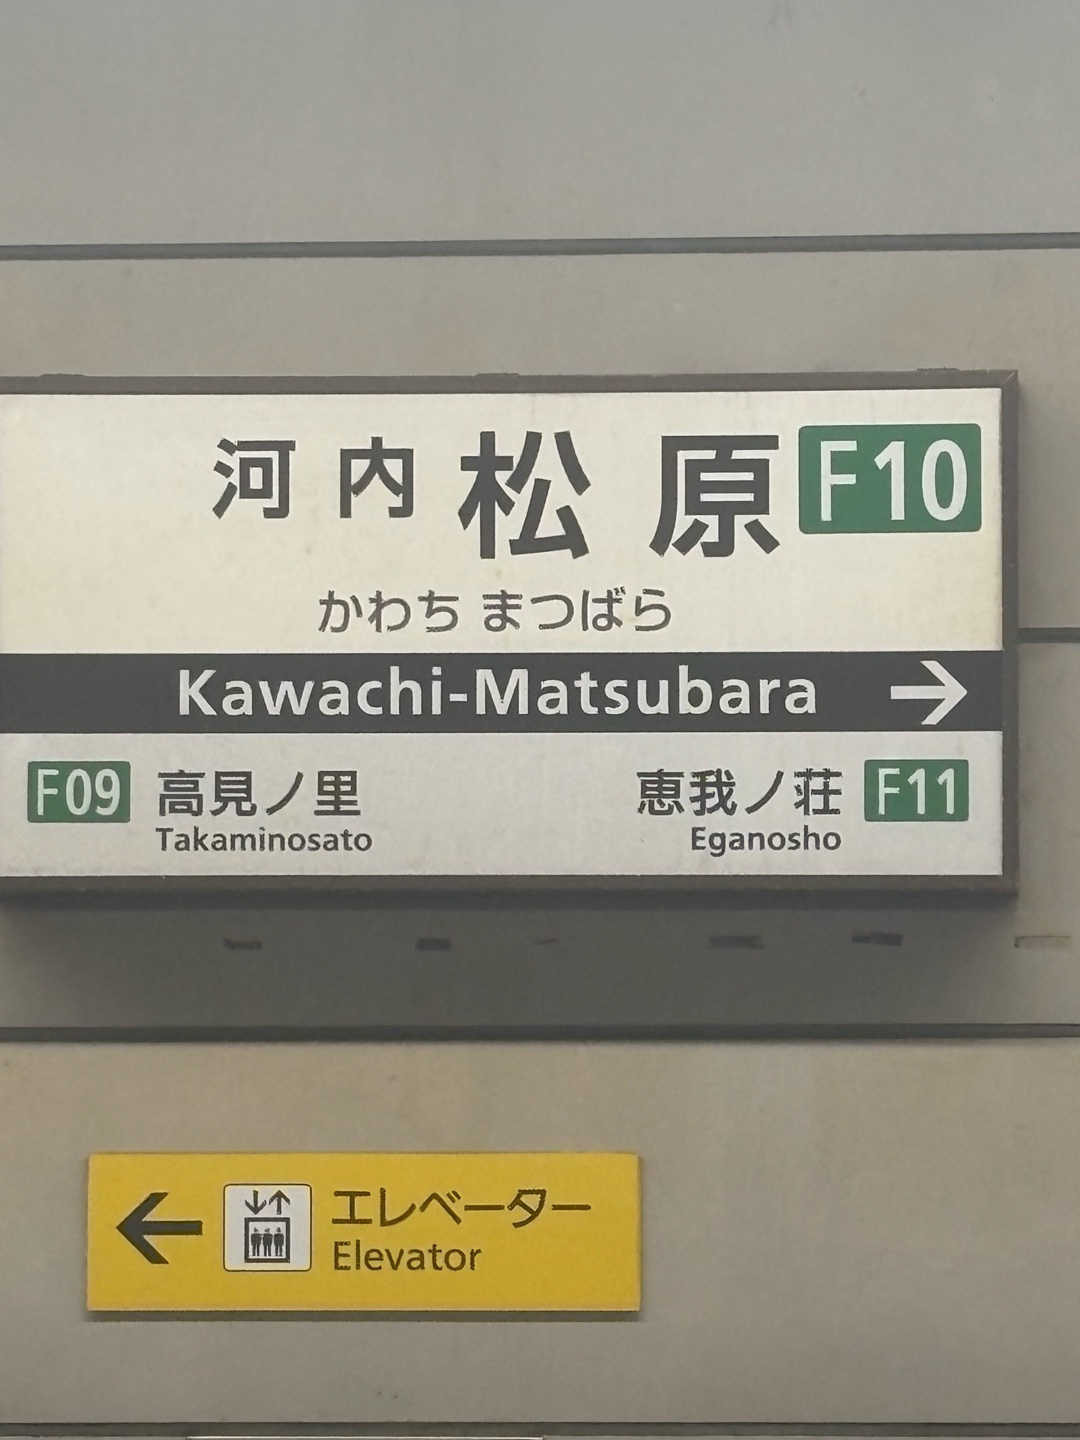 河内松原 F10
かわち まつばら
Kawachi-Matsubara →
F09 高見ノ里 恵我ノ荘 F11
Takaminosato Eganosho
← エレベーター
Elevator